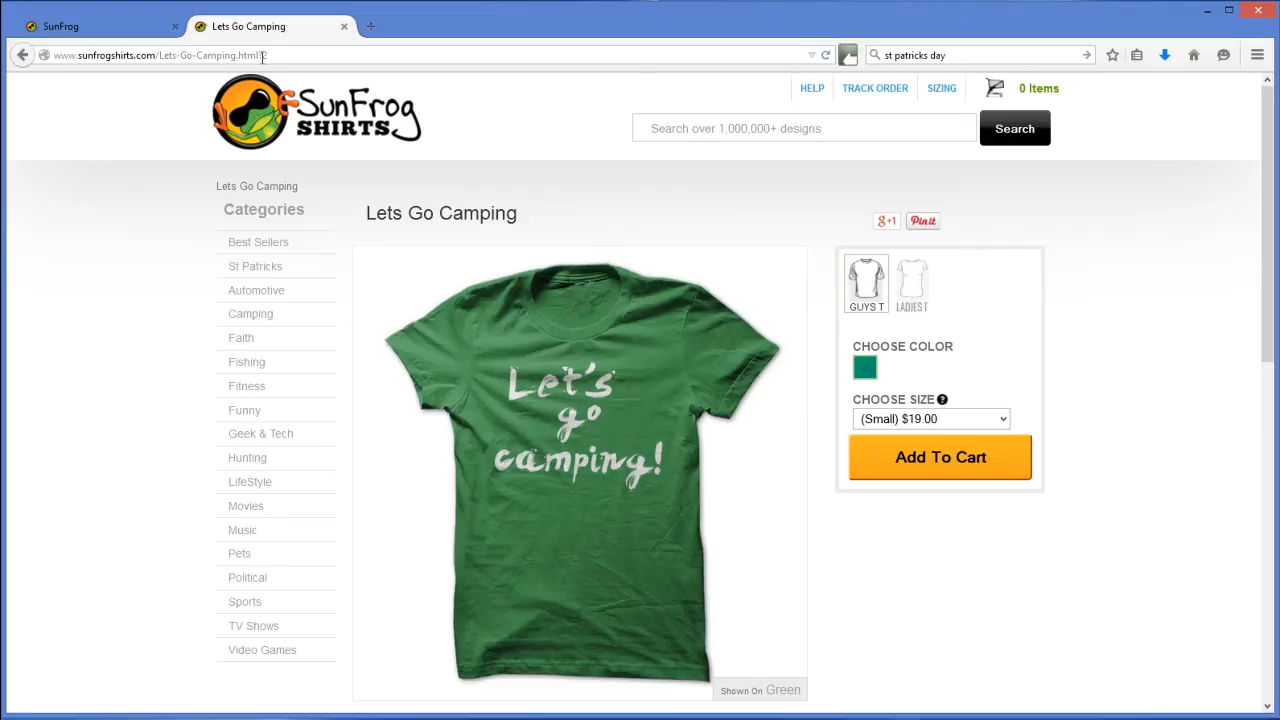 SunFrog
Lets Go Camping
www.sunfrogshirts.com/Lets-Go-Camping.html?
st patricks day
SunFrog
SHIRTS
HELP
TRACK ORDER
SIZING
0 Items
Search over 1,000,000+ designs
Search
Lets Go Camping
Categories
Lets Go Camping
g+1
Pin it
Best Sellers
St Patricks
Automotive
Camping
Faith
Fishing
Fitness
Funny
Geek & Tech
Hunting
LifeStyle
Movies
Music
Pets
Political
Sports
TV Shows
Video Games
Let's
go
camping!
Shown On Green
GUYS T
LADIEST
CHOOSE COLOR
CHOOSE SIZE ?
(Small) $19.00
Add To Cart